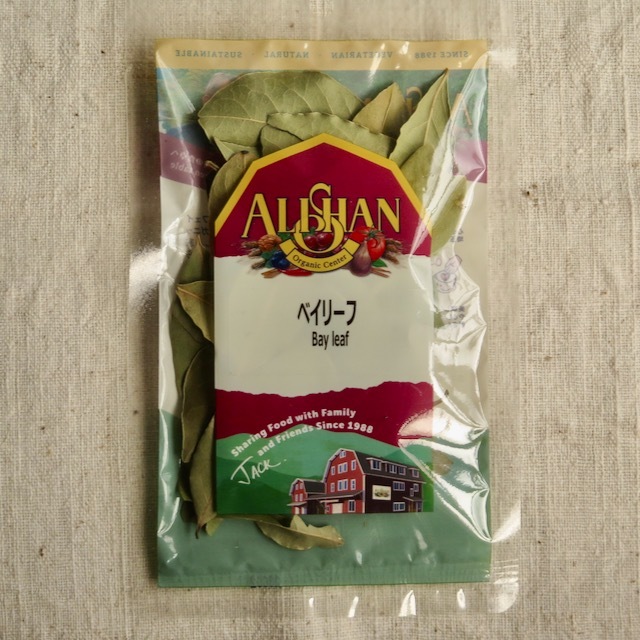 SINCE 1988 VEGETARIAN NATURAL SUSTAINABLE
ALISHAN
Organic Center
ベイリーフ
Bay leaf
Sharing Food with Family
and Friends Since 1988
JACK.